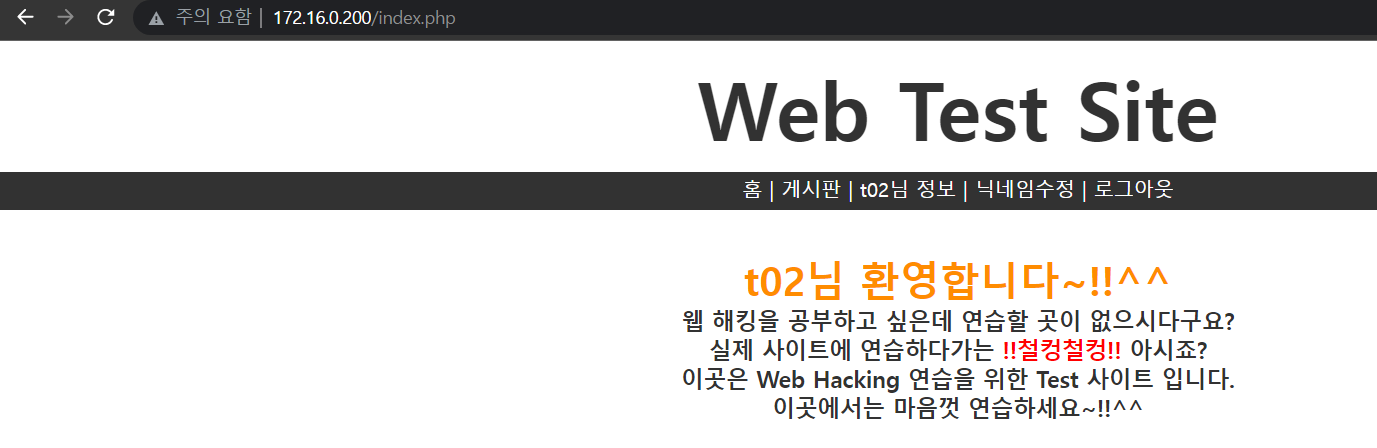 주의 요함 | 172.16.0.200/index.php
Web Test Site
홈 | 게시판 | t02님 정보 | 닉네임수정 | 로그아웃
t02님 환영합니다~!!^^
웹 해킹을 공부하고 싶은데 연습할 곳이 없으시다구요?
실제 사이트에 연습하다가는 !!철컹철컹!! 아시죠?
이곳은 Web Hacking 연습을 위한 Test 사이트 입니다.
이곳에서는 마음껏 연습하세요~!!^^